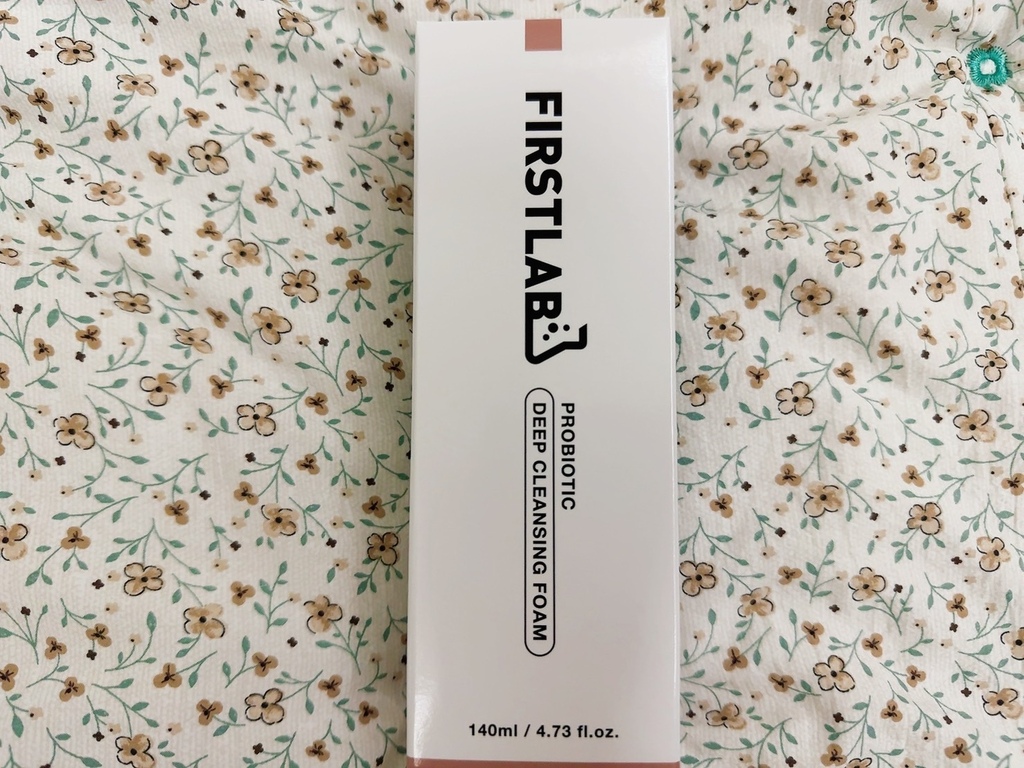 FIRSTLAB
PROBIOTIC
DEEP CLEANSING FOAM
140ml / 4.73 fl.oz.